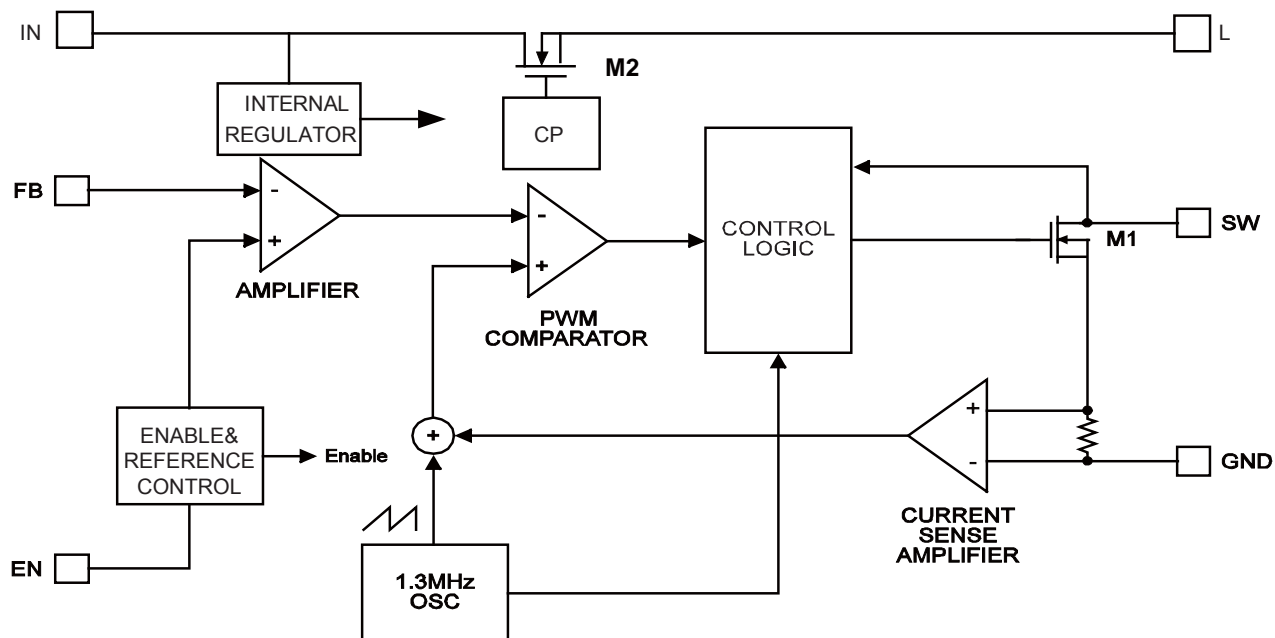 IN
L
M2
INTERNAL
REGULATOR
CP
FB
-
+
AMPLIFIER
-
+
PWM
COMPARATOR
CONTROL
LOGIC
M1
SW
ENABLE&
REFERENCE
CONTROL
Enable
+
+
-
GND
CURRENT
SENSE
AMPLIFIER
EN
1.3MHz
OSC